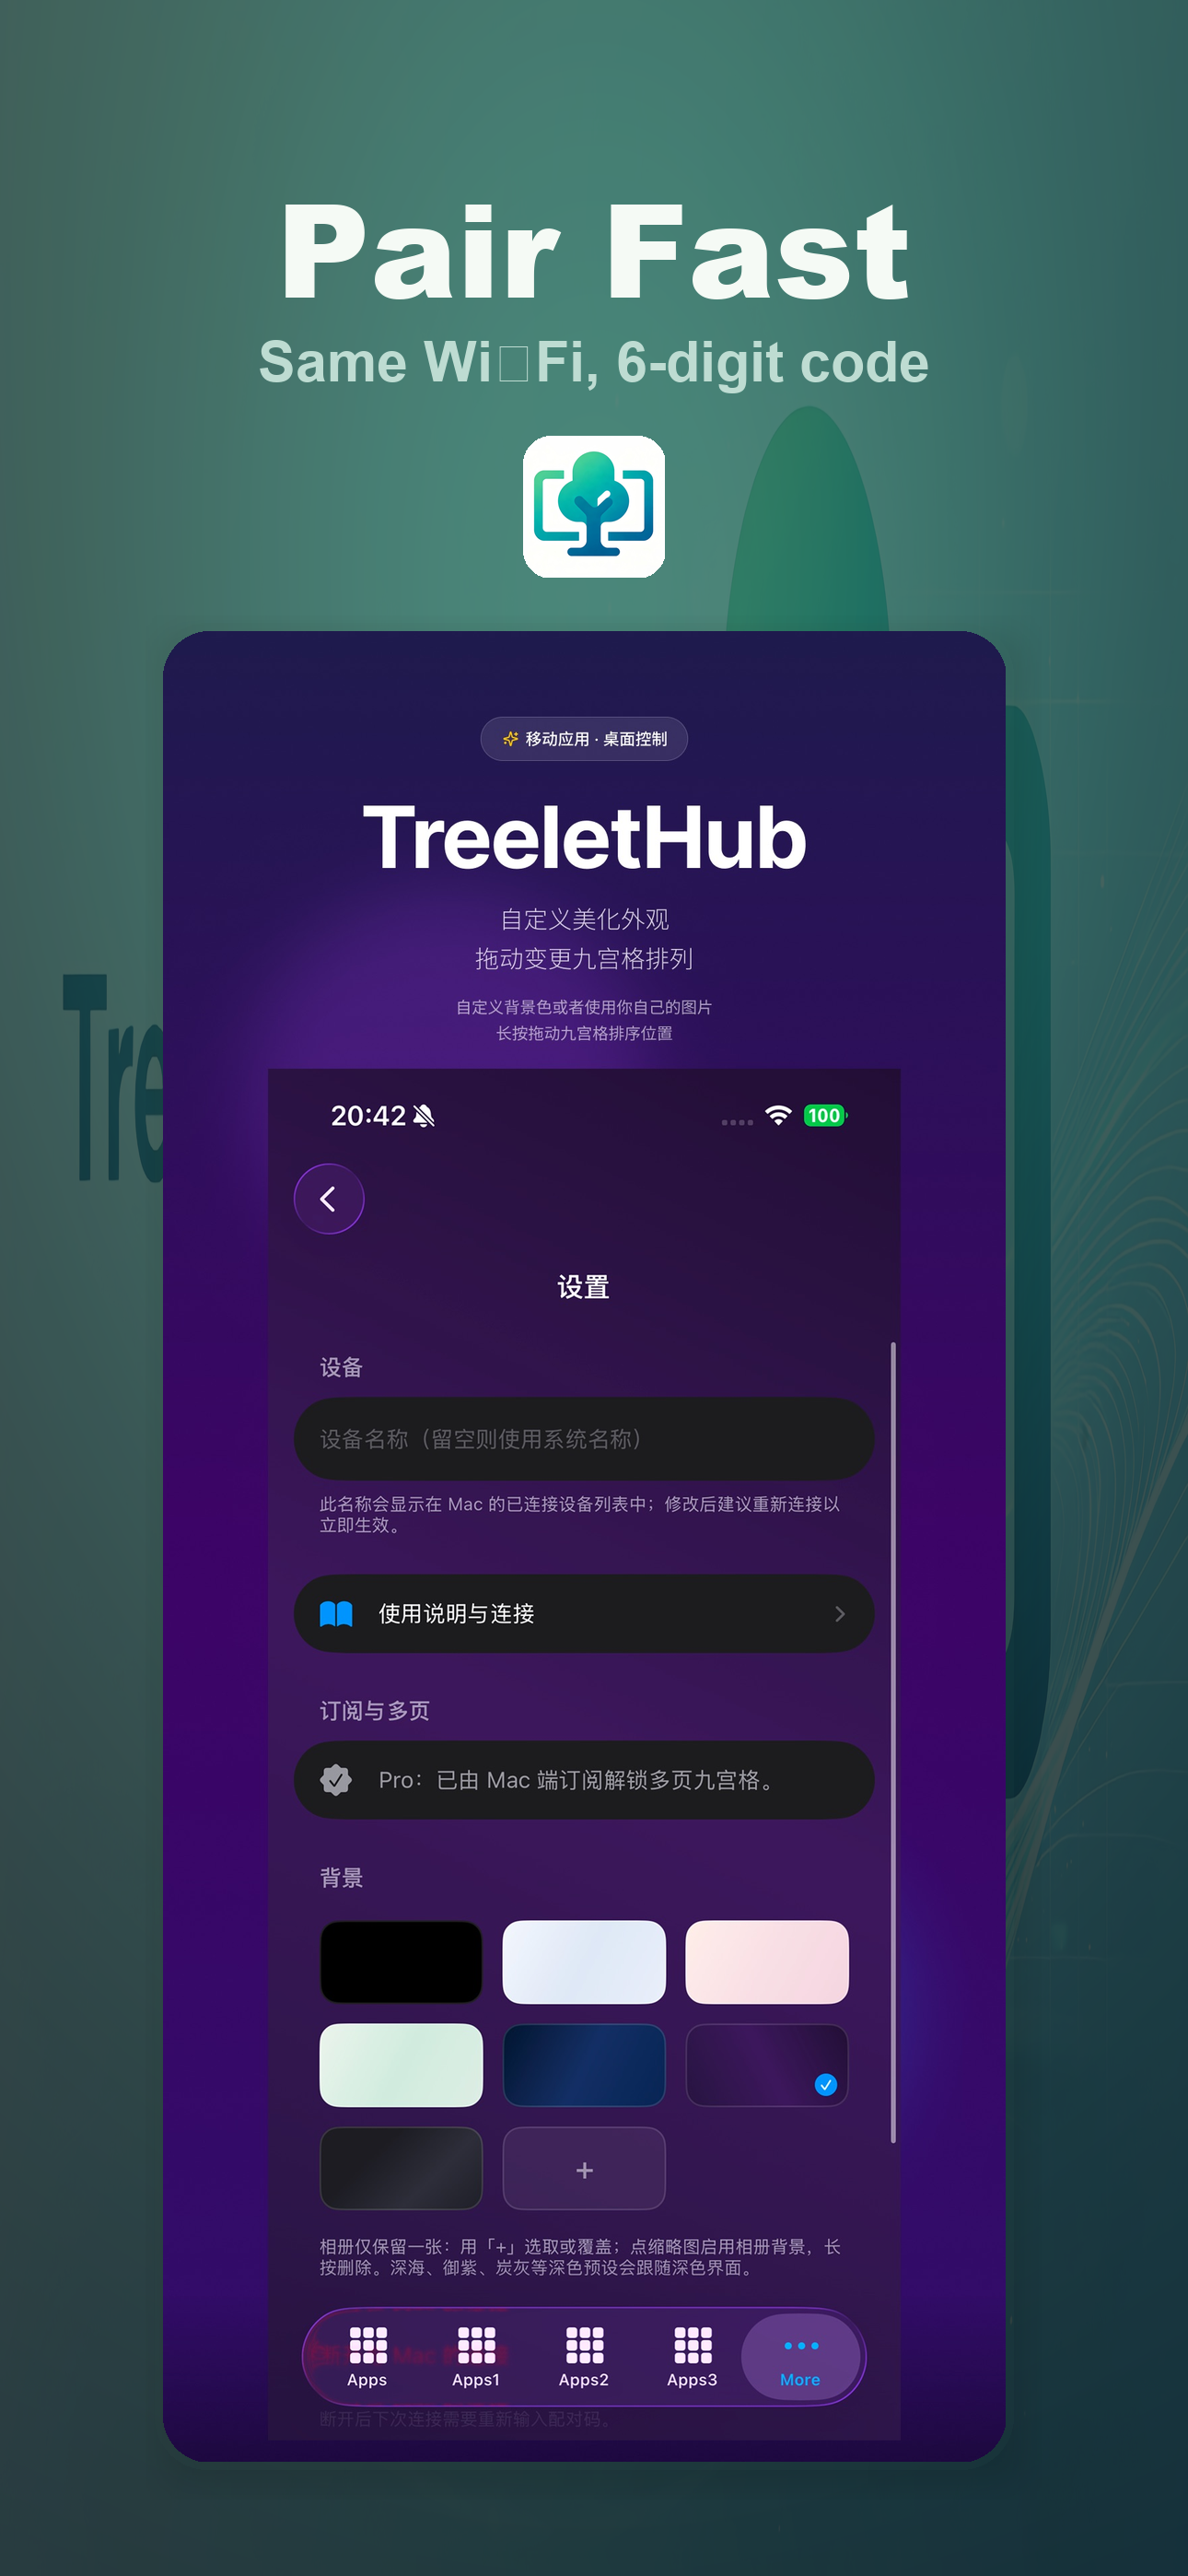 Pair Fast
Same Wi□Fi, 6-digit code
移动应用 · 桌面控制
TreeletHub
自定义美化外观
拖动变更九宫格排列
自定义背景色或者使用你自己的图片
长按拖动九宫格排序位置
Tre
20:42
100
设置
设备
设备名称（留空则使用系统名称）
此名称会显示在 Mac 的已连接设备列表中；修改后建议重新连接以
立即生效。
使用说明与连接
订阅与多页
Pro：已由 Mac 端订阅解锁多页九宫格。
背景
+
相册仅保留一张：用「+」选取或覆盖；点缩略图启用相册背景，长
按删除。深海、御紫、炭灰等深色预设会跟随深色界面。
Mac
Apps
Apps1
Apps2
Apps3
More
断开后下次连接需要重新输入配对码。